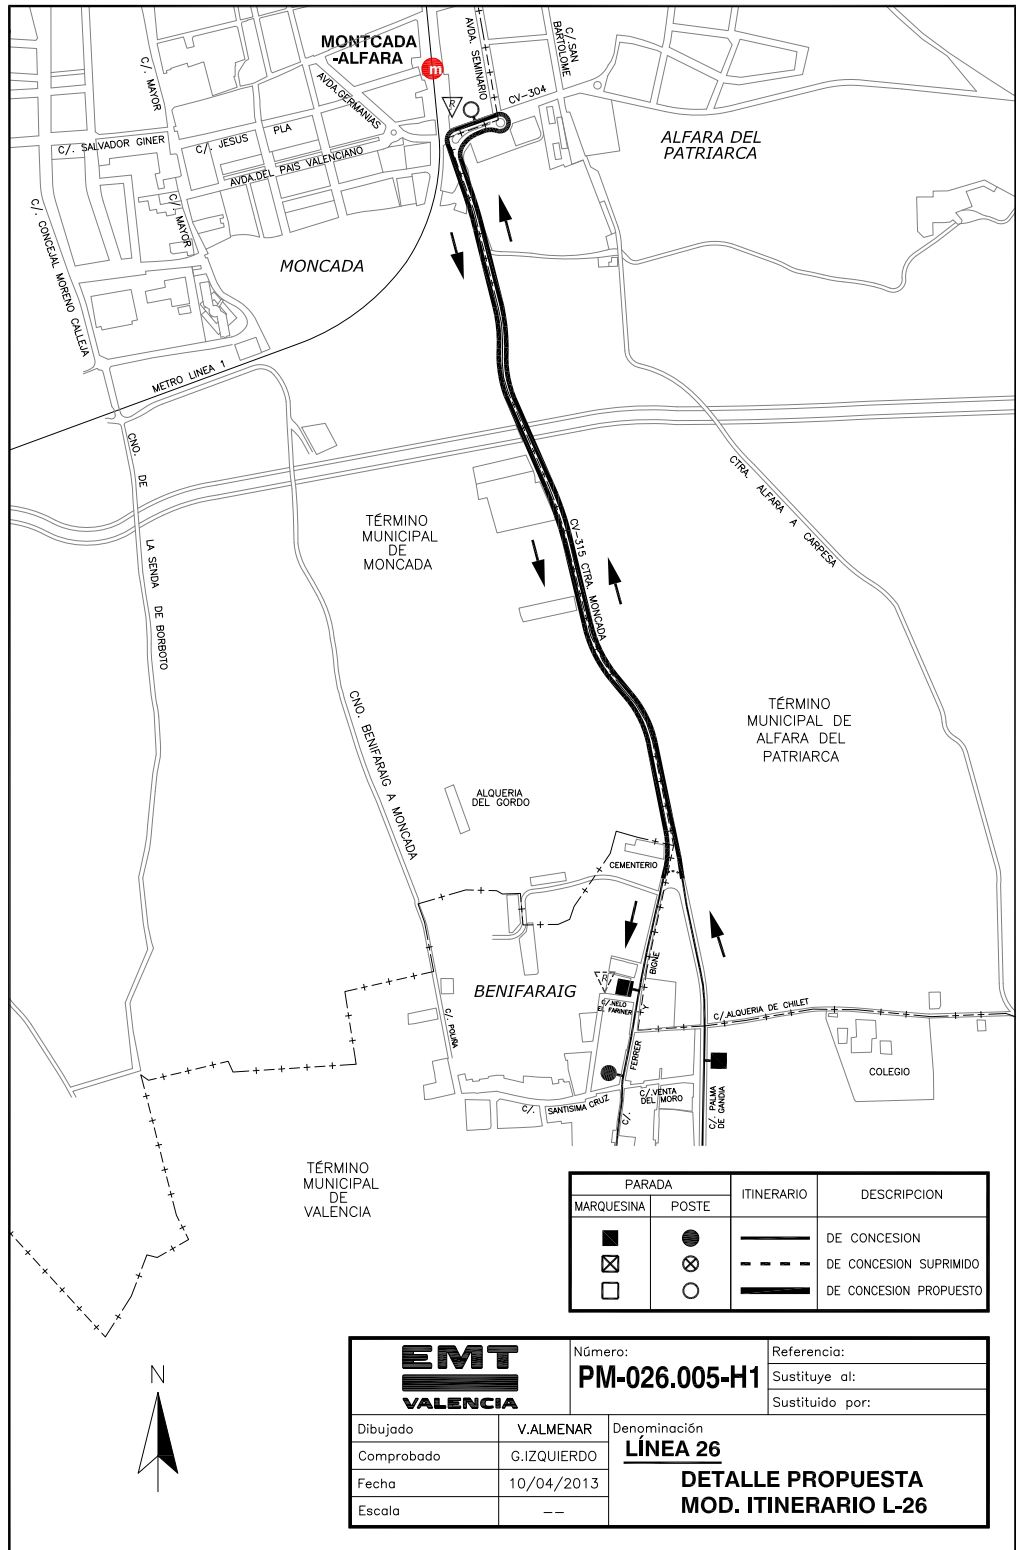 MONTCADA
-ALFARA
m
AVDA. SEMINARIO
C/.SAN
BARTOLOME
C/. MAYOR
AVDA.GERMANIAS
R
CV-304
C/. SALVADOR GINER
C/. JESUS PLA
AVDA.DEL PAIS VALENCIANO
ALFARA DEL
PATRIARCA
C/. CONCEJAL MORENO CALLEJA
C/. MAYOR
MONCADA
METRO LINEA 1
CNO. DE
LA SENDA DE BORBOTO
TÉRMINO
MUNICIPAL
DE
MONCADA
CV-315 CTRA. MONCADA
CTRA. ALFARA A CARPESA
CNO. BENIFARAIG A MONCADA
TÉRMINO
MUNICIPAL DE
ALFARA DEL
PATRIARCA
ALQUERIA
DEL GORDO
CEMENTERIO
BENIFARAIG
R
C/.NELO
EL FARINER
C/. FERRER Y BIGNE
C/.ALQUERIA DE CHILET
C/. POLIÑA
COLEGIO
C/. SANTISIMA CRUZ
C/.VENTA
DEL MORO
C/. PALMA
DE GANDIA
TÉRMINO
MUNICIPAL
DE
VALENCIA
PARADA ITINERARIO DESCRIPCION
MARQUESINA POSTE
DE CONCESION
DE CONCESION SUPRIMIDO
DE CONCESION PROPUESTO
N
EMT
VALENCIA
Número:
PM-026.005-H1
Referencia:
Sustituye al:
Sustituido por:
Dibujado V.ALMENAR
Comprobado G.IZQUIERDO
Fecha 10/04/2013
Escala --
Denominación
LÍNEA 26
DETALLE PROPUESTA
MOD. ITINERARIO L-26